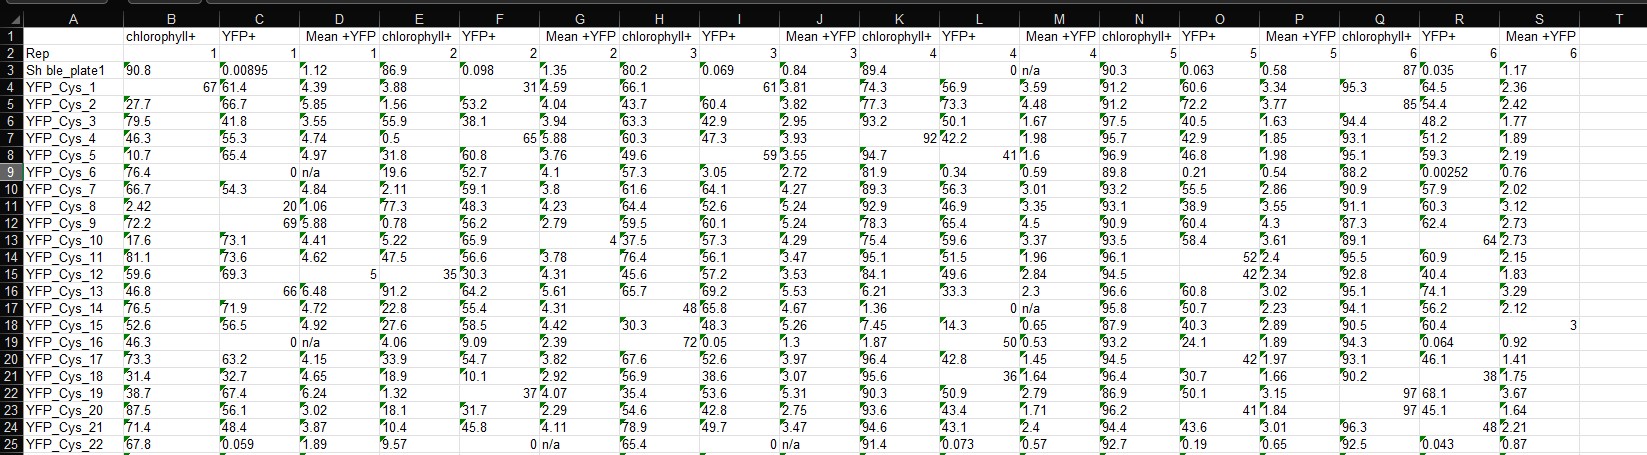 A B C D E F G H I J K L M N O P Q R S T
1 chlorophyll+ YFP+ Mean +YFP chlorophyll+ YFP+ Mean +YFP chlorophyll+ YFP+ Mean +YFP chlorophyll+ YFP+ Mean +YFP chlorophyll+ YFP+ Mean +YFP chlorophyll+ YFP+ Mean +YFP
2 Rep 1 1 1 2 2 2 3 3 3 4 4 4 5 5 5 6 6 6
3 Sh ble_plate1 90.8 0.00895 1.12 86.9 0.098 1.35 80.2 0.069 0.84 89.4 0 n/a 90.3 0.063 0.58 87 0.035 1.17
4 YFP_Cys_1 67 61.4 4.39 3.88 31 4.59 66.1 61 3.81 74.3 56.9 3.59 91.2 60.6 3.34 95.3 64.5 2.36
5 YFP_Cys_2 27.7 66.7 5.85 1.56 53.2 4.04 43.7 60.4 3.82 77.3 73.3 4.48 91.2 72.2 3.77 85 54.4 2.42
6 YFP_Cys_3 79.5 41.8 3.55 55.9 38.1 3.94 63.3 42.9 2.95 93.2 50.1 1.67 97.5 40.5 1.63 94.4 48.2 1.77
7 YFP_Cys_4 46.3 55.3 4.74 0.5 65 5.88 60.3 47.3 3.93 92 42.2 1.98 95.7 42.9 1.85 93.1 51.2 1.89
8 YFP_Cys_5 10.7 65.4 4.97 31.8 60.8 3.76 49.6 59 3.55 94.7 41 1.6 96.9 46.8 1.98 95.1 59.3 2.19
9 YFP_Cys_6 76.4 0 n/a 19.6 52.7 4.1 57.3 3.05 2.72 81.9 0.34 0.59 89.8 0.21 0.54 88.2 0.00252 0.76
10 YFP_Cys_7 66.7 54.3 4.84 2.11 59.1 3.8 61.6 64.1 4.27 89.3 56.3 3.01 93.2 55.5 2.86 90.9 57.9 2.02
11 YFP_Cys_8 2.42 20 1.06 77.3 48.3 4.23 64.4 52.6 5.24 92.9 46.9 3.35 93.1 38.9 3.55 91.1 60.3 3.12
12 YFP_Cys_9 72.2 69 5.88 0.78 56.2 2.79 59.5 60.1 5.24 78.3 65.4 4.5 90.9 60.4 4.3 87.3 62.4 2.73
13 YFP_Cys_10 17.6 73.1 4.41 5.22 65.9 4 37.5 57.3 4.29 75.4 59.6 3.37 93.5 58.4 3.61 89.1 64 2.73
14 YFP_Cys_11 81.1 73.6 4.62 47.5 56.6 3.78 76.4 56.1 3.47 95.1 51.5 1.96 96.1 52 2.4 95.5 60.9 2.15
15 YFP_Cys_12 59.6 69.3 5 35 30.3 4.31 45.6 57.2 3.53 84.1 49.6 2.84 94.5 42 2.34 92.8 40.4 1.83
16 YFP_Cys_13 46.8 66 6.48 91.2 64.2 5.61 65.7 69.2 5.53 6.21 33.3 2.3 96.6 60.8 3.02 95.1 74.1 3.29
17 YFP_Cys_14 76.5 71.9 4.72 22.8 55.4 4.31 48 65.8 4.67 1.36 0 n/a 95.8 50.7 2.23 94.1 56.2 2.12
18 YFP_Cys_15 52.6 56.5 4.92 27.6 58.5 4.42 30.3 48.3 5.26 7.45 14.3 0.65 87.9 40.3 2.89 90.5 60.4 3
19 YFP_Cys_16 46.3 0 n/a 4.06 9.09 2.39 72 0.05 1.3 1.87 50 0.53 93.2 24.1 1.89 94.3 0.064 0.92
20 YFP_Cys_17 73.3 63.2 4.15 33.9 54.7 3.82 67.6 52.6 3.97 96.4 42.8 1.45 94.5 42 1.97 93.1 46.1 1.41
21 YFP_Cys_18 31.4 32.7 4.65 18.9 10.1 2.92 56.9 38.6 3.07 95.6 36 1.64 96.4 30.7 1.66 90.2 38 1.75
22 YFP_Cys_19 38.7 67.4 6.24 1.32 37 4.07 35.4 53.6 5.31 90.3 50.9 2.79 86.9 50.1 3.15 97 68.1 3.67
23 YFP_Cys_20 87.5 56.1 3.02 18.1 31.7 2.29 54.6 42.8 2.75 93.6 43.4 1.71 96.2 41 1.84 97 45.1 1.64
24 YFP_Cys_21 71.4 48.4 3.87 10.4 45.8 4.11 78.9 49.7 3.47 94.6 43.1 2.4 94.4 43.6 3.01 96.3 48 2.21
25 YFP_Cys_22 67.8 0.059 1.89 9.57 0 n/a 65.4 0 n/a 91.4 0.073 0.57 92.7 0.19 0.65 92.5 0.043 0.87